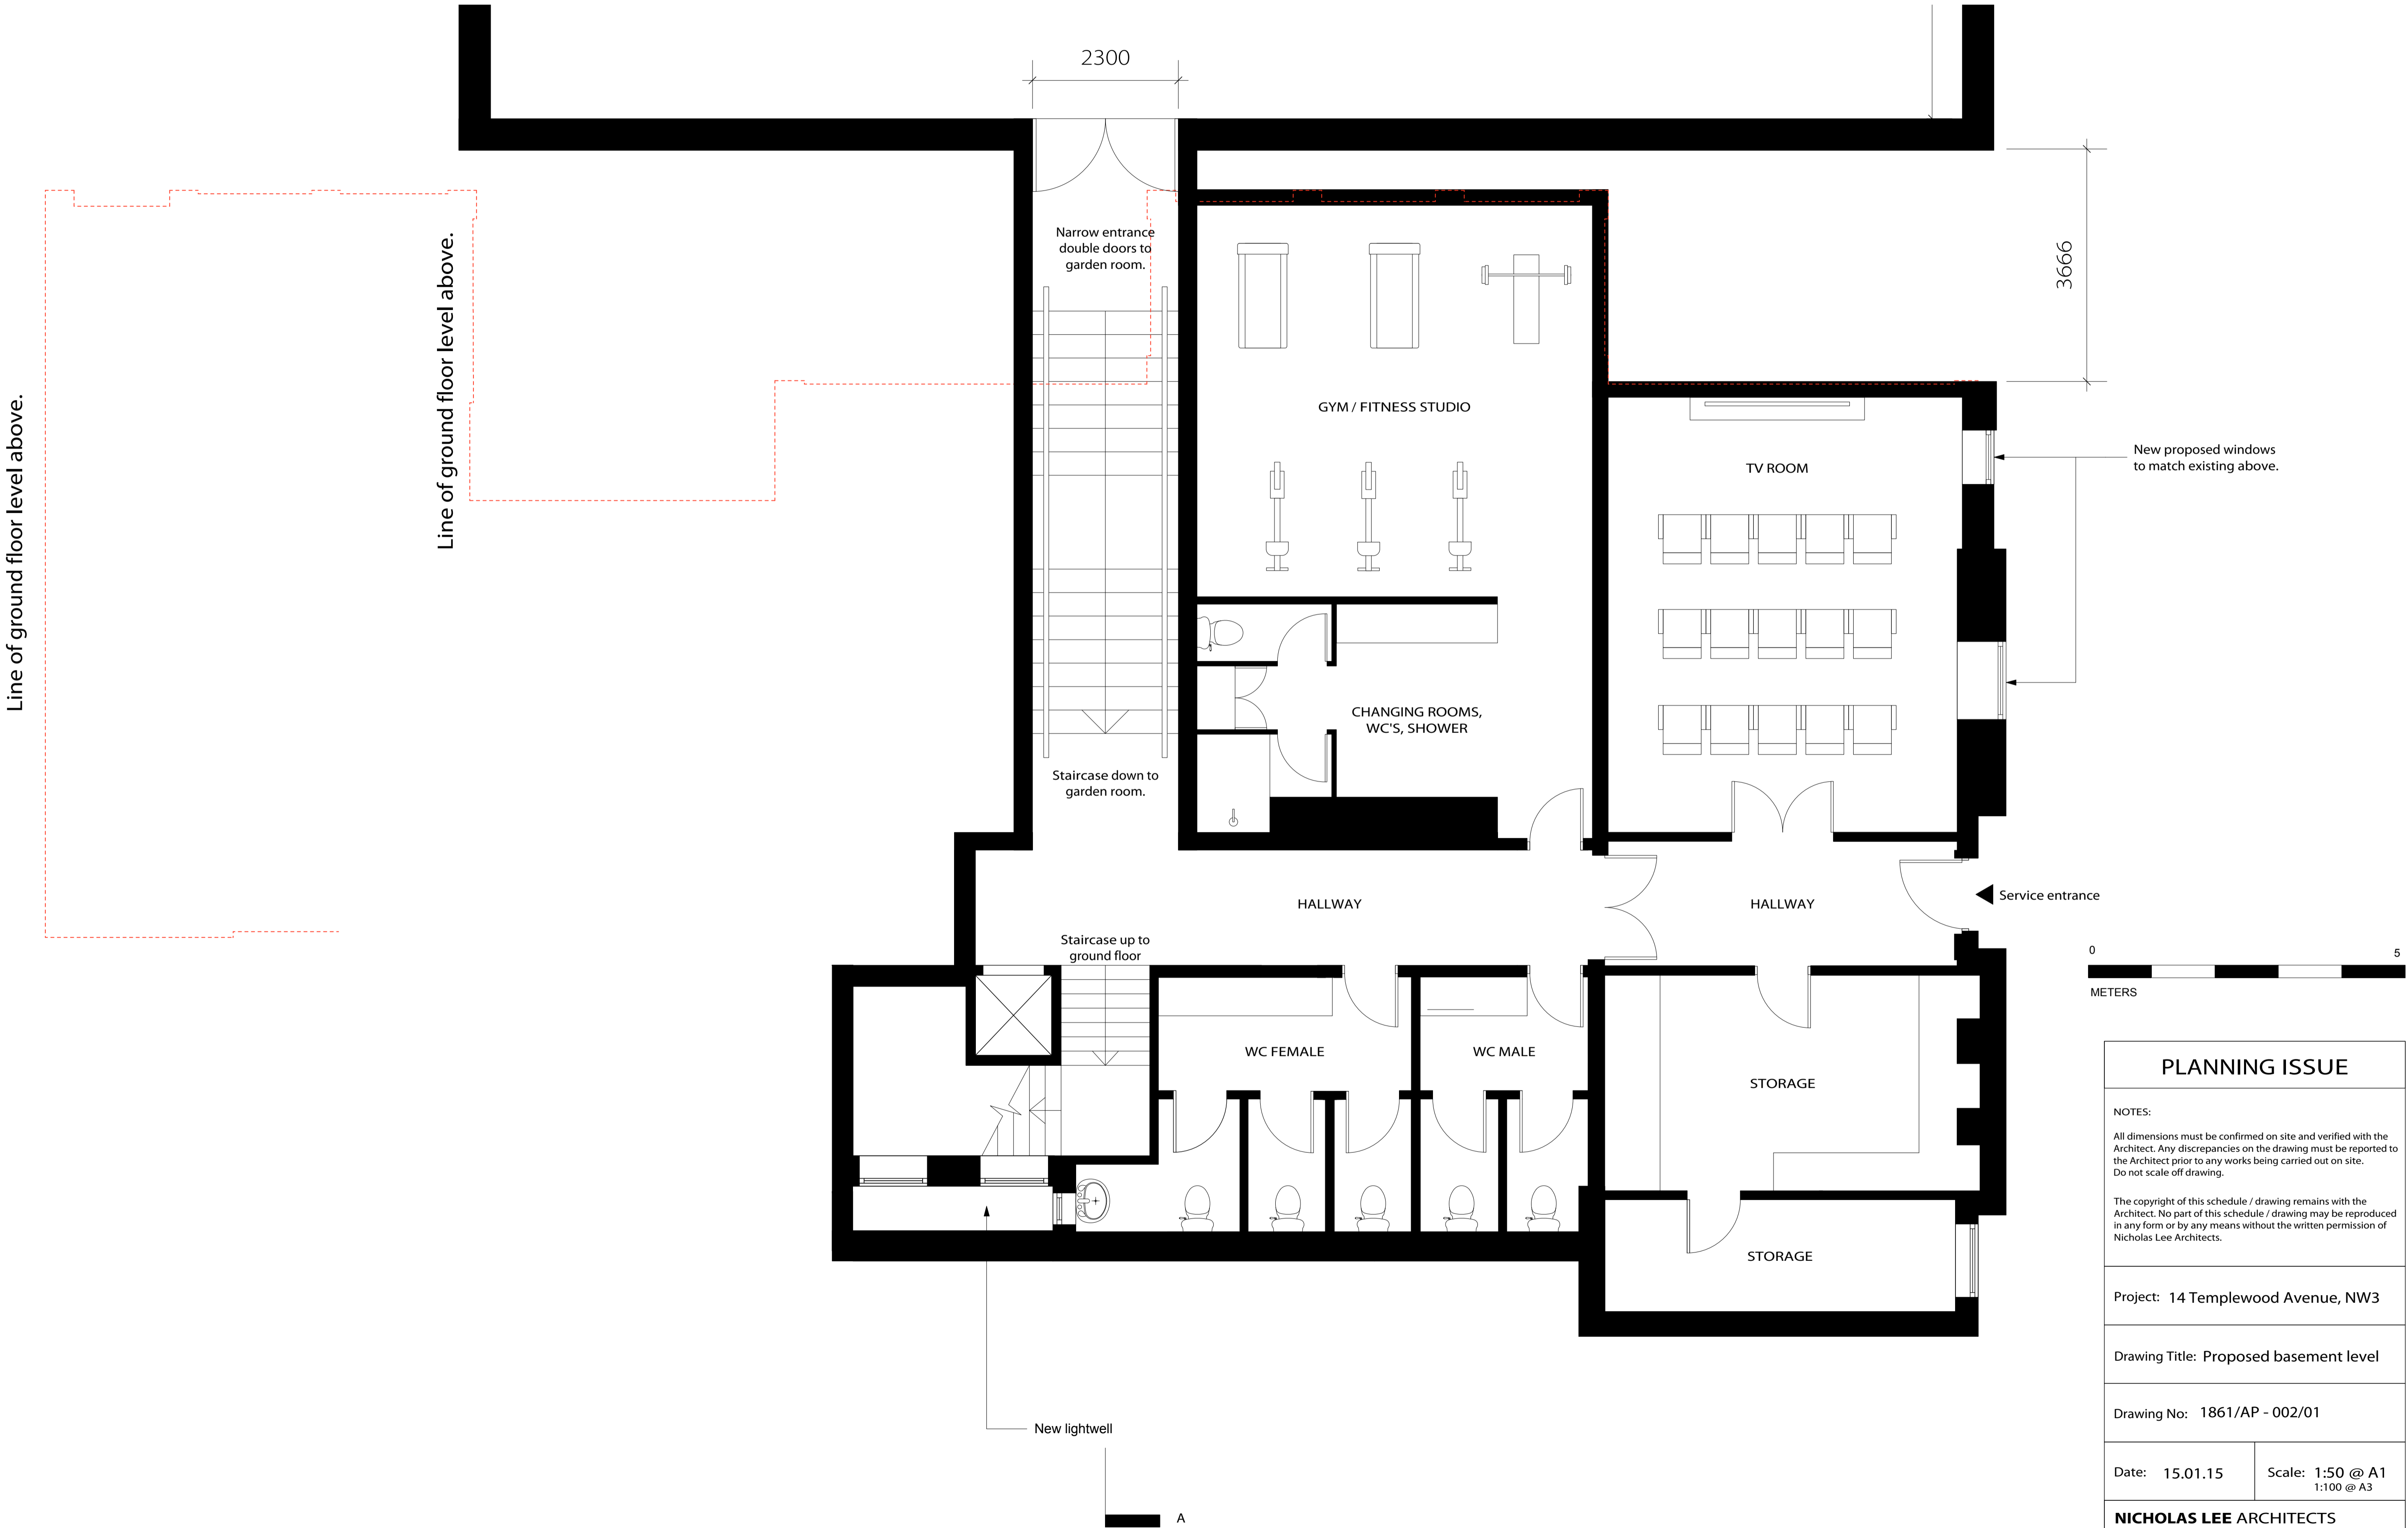 2300
Line of ground floor level above.
Line of ground floor level above.
Narrow entrance
double doors to
garden room.
3666
GYM / FITNESS STUDIO
TV ROOM
New proposed windows
to match existing above.
CHANGING ROOMS,
WC'S, SHOWER
Staircase down to
garden room.
HALLWAY
HALLWAY
Service entrance
Staircase up to
ground floor
0
5
METERS
WC FEMALE
WC MALE
STORAGE
STORAGE
New lightwell
A
PLANNING ISSUE
NOTES:
All dimensions must be confirmed on site and verified with the
Architect. Any discrepancies on the drawing must be reported to
the Architect prior to any works being carried out on site.
Do not scale off drawing.
The copyright of this schedule / drawing remains with the
Architect. No part of this schedule / drawing may be reproduced
in any form or by any means without the written permission of
Nicholas Lee Architects.
Project: 14 Templewood Avenue, NW3
Drawing Title: Proposed basement level
Drawing No: 1861/AP - 002/01
Date: 15.01.15
Scale: 1:50 @ A1
1:100 @ A3
NICHOLAS LEE ARCHITECTS